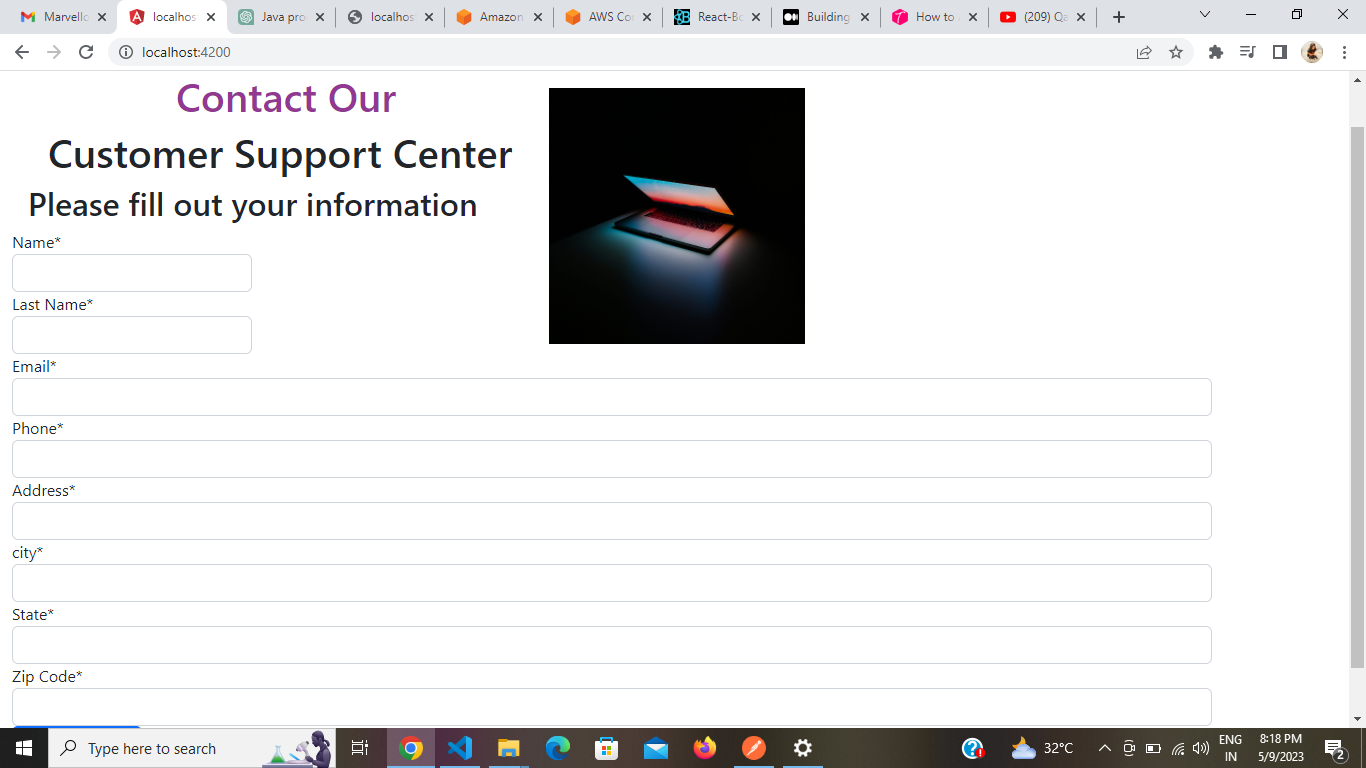 Marvello
localhos
Java pro
localhos
Amazon
AWS Co
React-Bo
Building
How to
(209) Qa
localhost:4200
Contact Our
Customer Support Center
Please fill out your information
Name*
Last Name*
Email*
Phone*
Address*
city*
State*
Zip Code*
Type here to search
32°C
ENG
IN
8:18 PM
5/9/2023
2